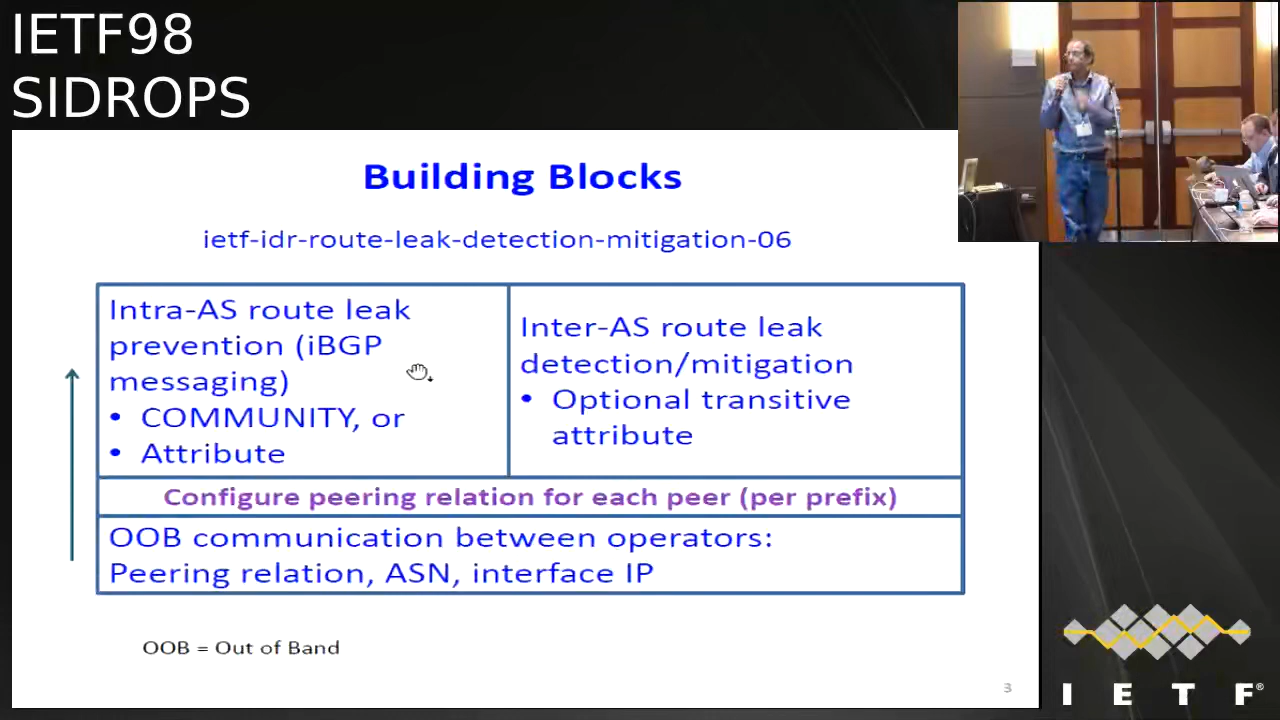 IETF98
SIDROPS
Building Blocks
ietf-idr-route-leak-detection-mitigation-06
Intra-AS route leak
prevention (iBGP
messaging)
• COMMUNITY, or
• Attribute
Inter-AS route leak
detection/mitigation
• Optional transitive
attribute
Configure peering relation for each peer (per prefix)
OOB communication between operators:
Peering relation, ASN, interface IP
OOB = Out of Band
3
I E T F®